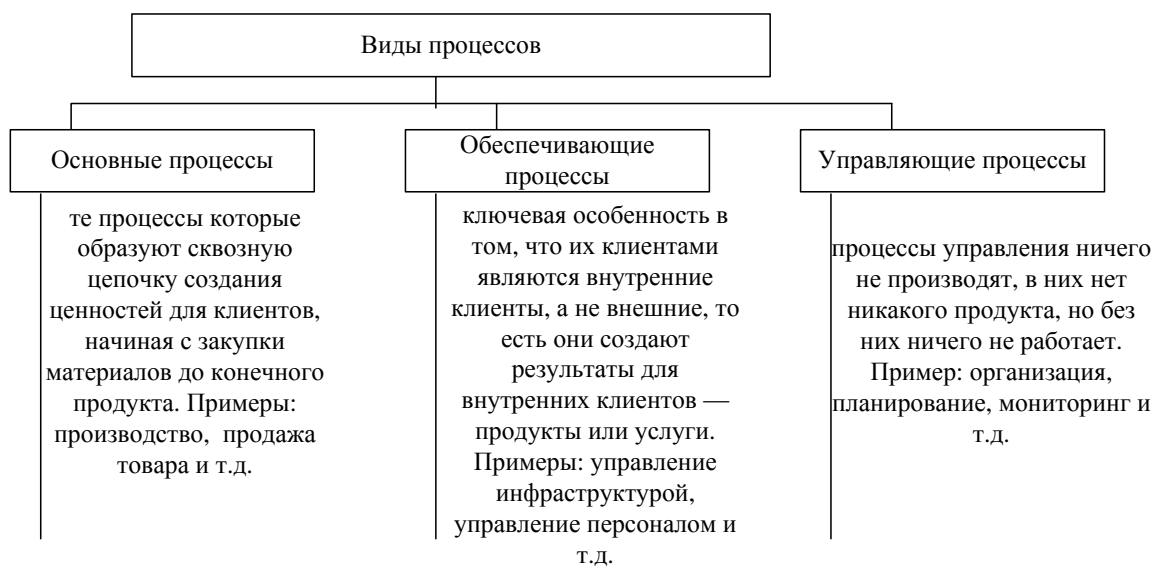 Виды процессов
Основные процессы
те процессы которые
образуют сквозную
цепочку создания
ценностей для клиентов,
начиная с закупки
материалов до конечного
продукта. Примеры:
производство,  продажа
товара и т.д.
Обеспечивающие
процессы
ключевая особенность в
том, что их клиентами
являются внутренние
клиенты, а не внешние, то
есть они создают
результаты для
внутренних клиентов —
продукты или услуги.
Примеры: управление
инфраструктурой,
управление персоналом и
т.д.
Управляющие процессы
процессы управления ничего
не производят, в них нет
никакого продукта, но без
них ничего не работает.
Пример: организация,
планирование, мониторинг и
т.д.